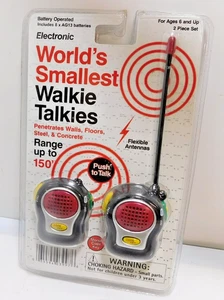 Battery Operated
Includes 6 x AG13 batteries
For Ages 6 and Up
2 Piece Set
Electronic
World's
Smallest
Walkie
Talkies
Penetrates Walls, Floors,
Steel, & Concrete
Range
up to
150'
Flexible
Antennas
Push
to Talk
WARNING:
CHOKING HAZARD - Small parts.
Not for children under 3 years.